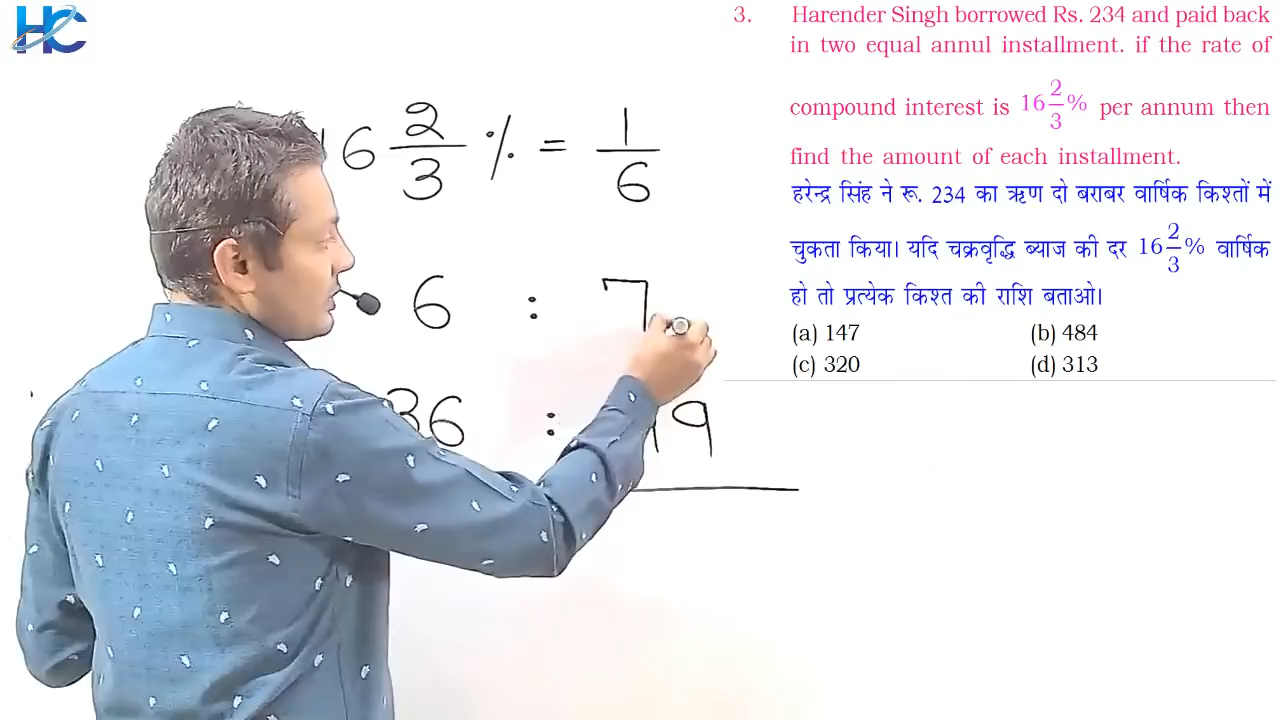 HC
3. Harender Singh borrowed Rs. 234 and paid back
in two equal annul installment. if the rate of
compound interest is 16 2/3 % per annum then
find the amount of each installment.
हरेन्द्र सिंह ने रू. 234 का ऋण दो बराबर वार्षिक किश्तों में
चुकता किया। यदि चक्रवृद्धि ब्याज की दर 16 2/3 % वार्षिक
हो तो प्रत्येक किश्त की राशि बताओ।
(a) 147 (b) 484
(c) 320 (d) 313
16 2/3 % = 1/6
6 : 7
36 : 49